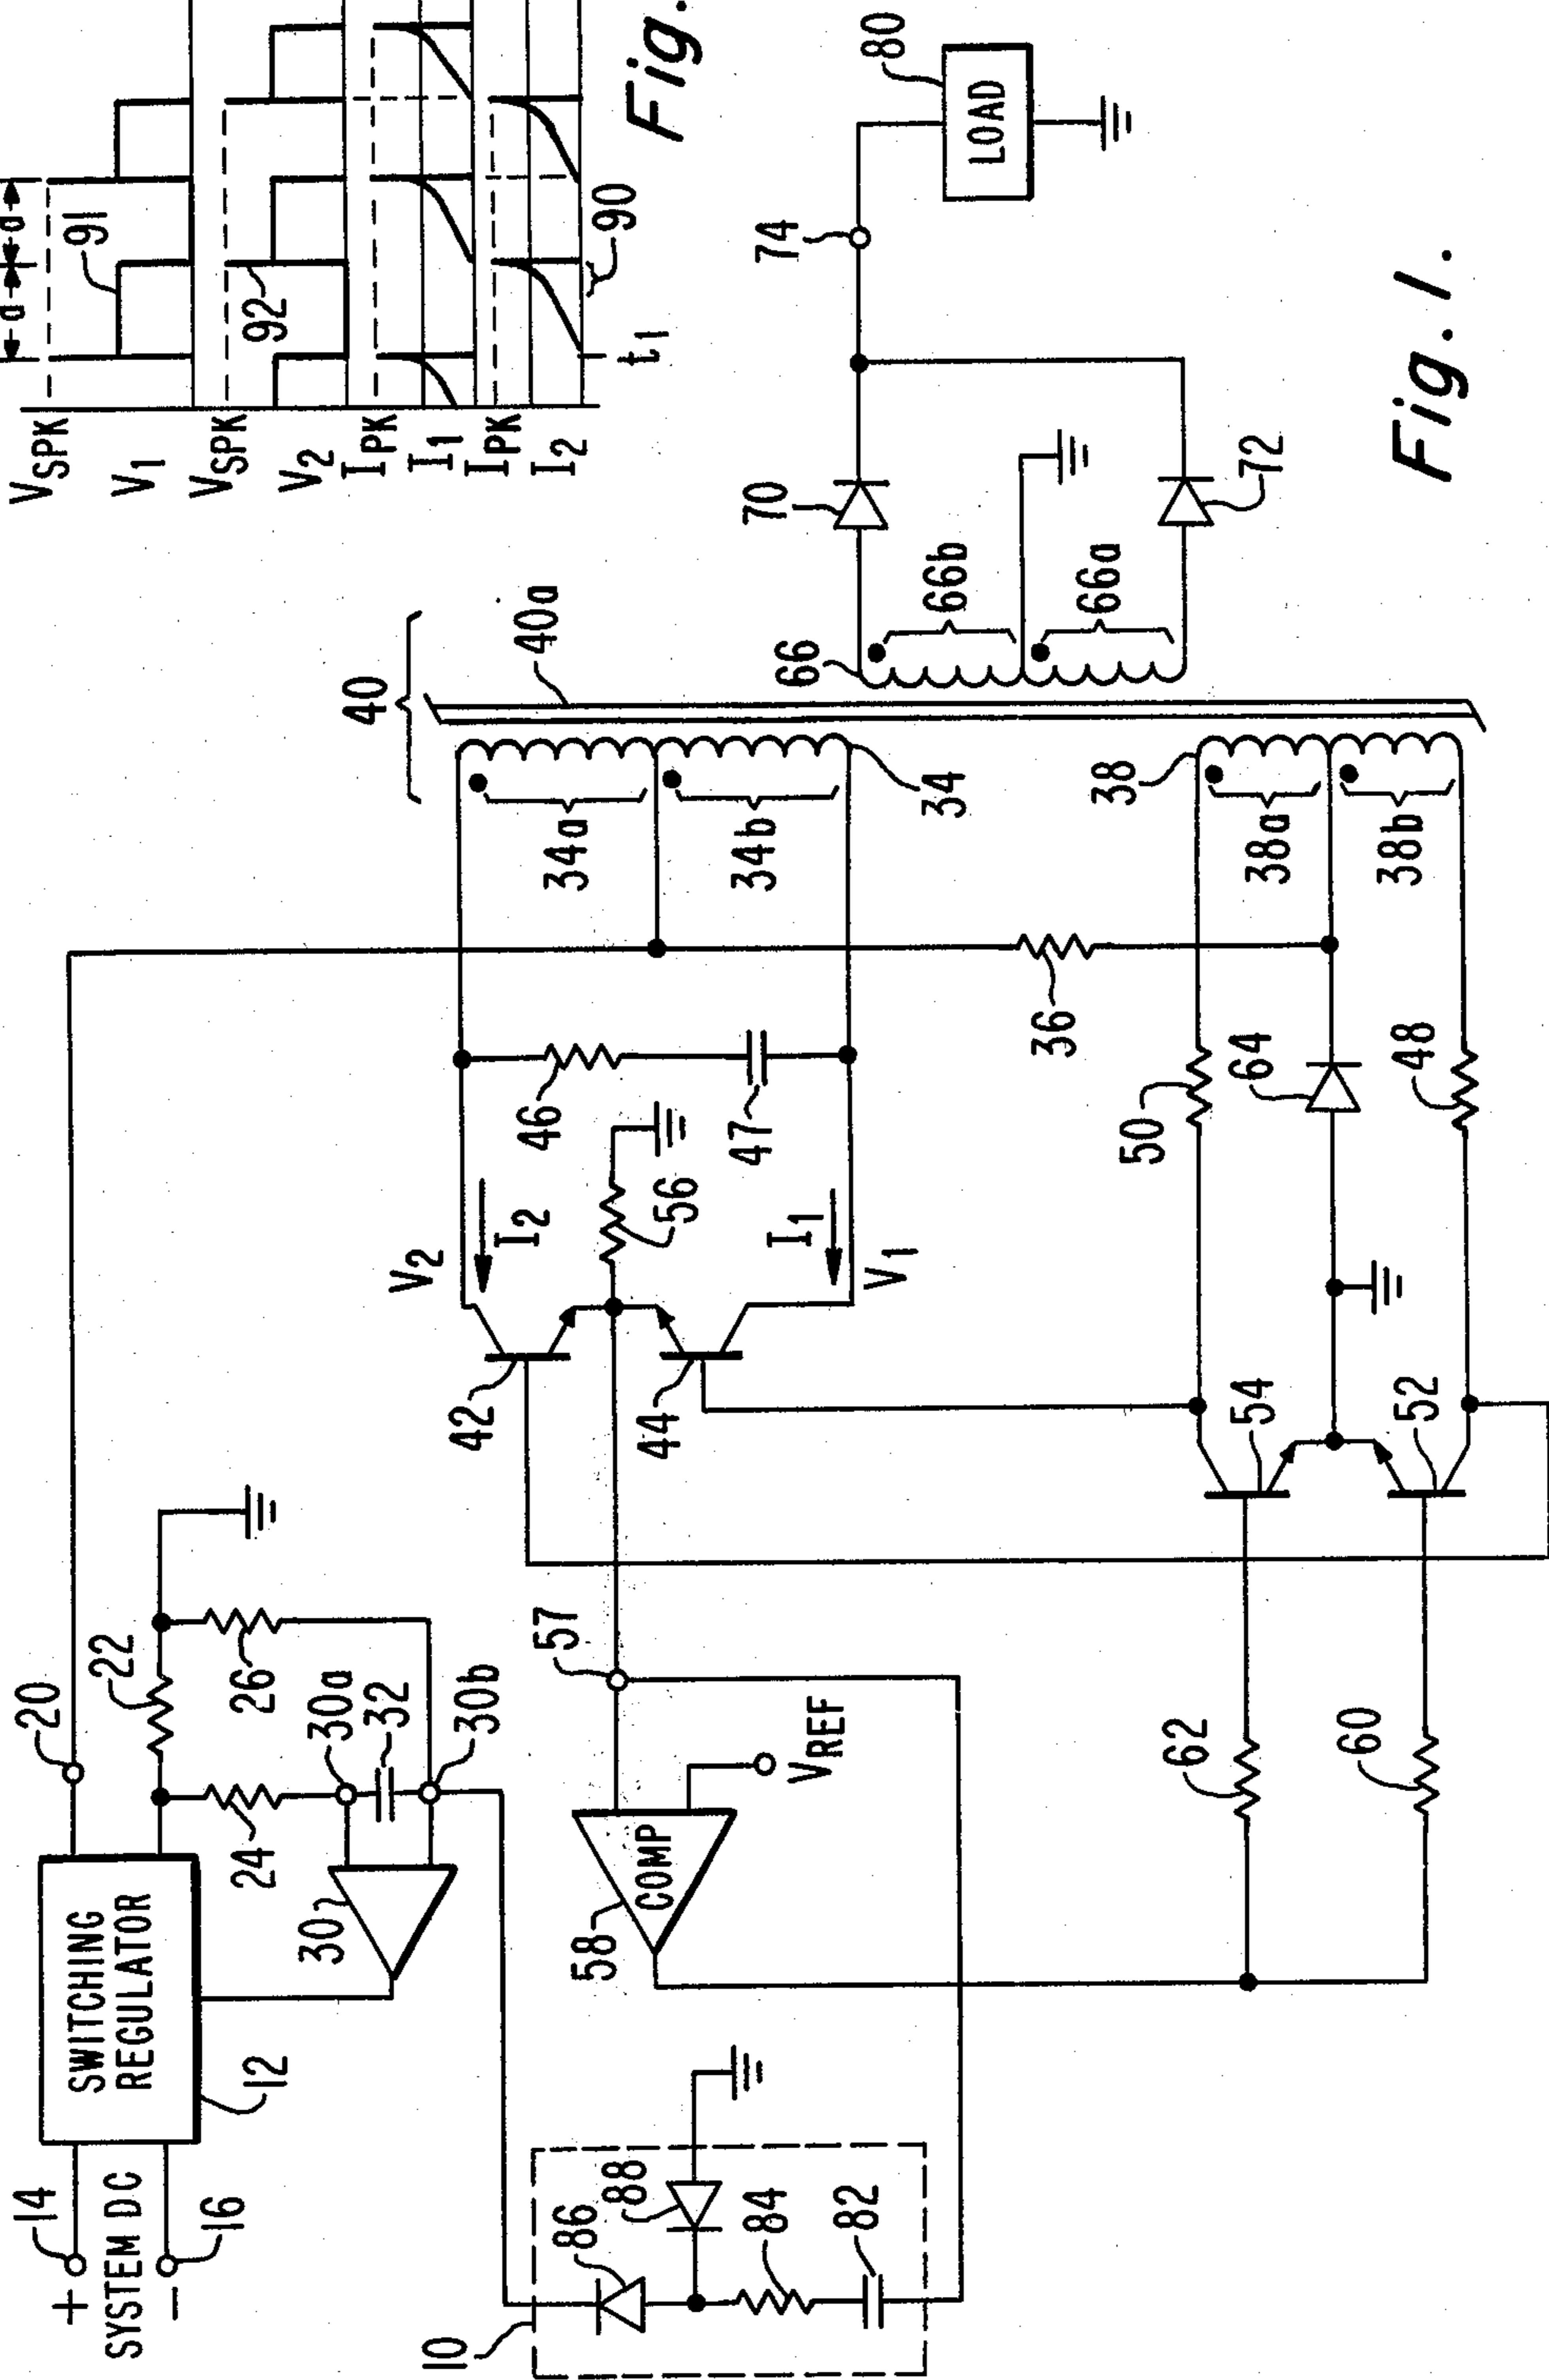 Fig. 1.
+
14
SYSTEM DC
16
−
SWITCHING
REGULATOR
12
20
22
24
26
30
30a
32
30b
10
86
88
84
82
57
58
COMP
VREF
62
60
42
44
V2
I2
56
I1
V1
46
47
36
50
64
48
54
52
40
40a
34a
34b
34
38
38a
38b
66
66b
66a
70
72
74
80
LOAD
Fig.
VSPK
V1
VSPK
V2
IPK
I1
IPK
I2
a
a
91
92
90
t1